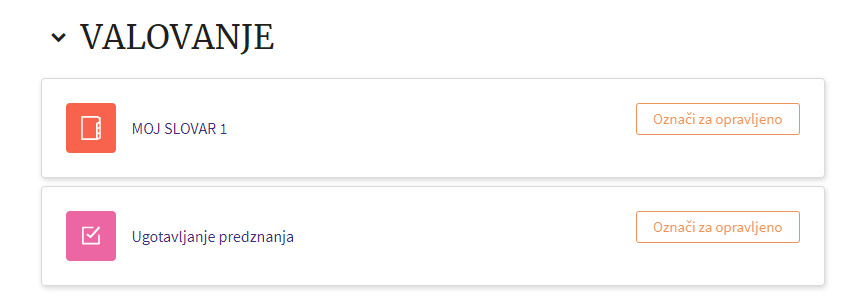 VALOVANJE
MOJ SLOVAR 1
Označi za opravljeno
Ugotavljanje predznanja
Označi za opravljeno